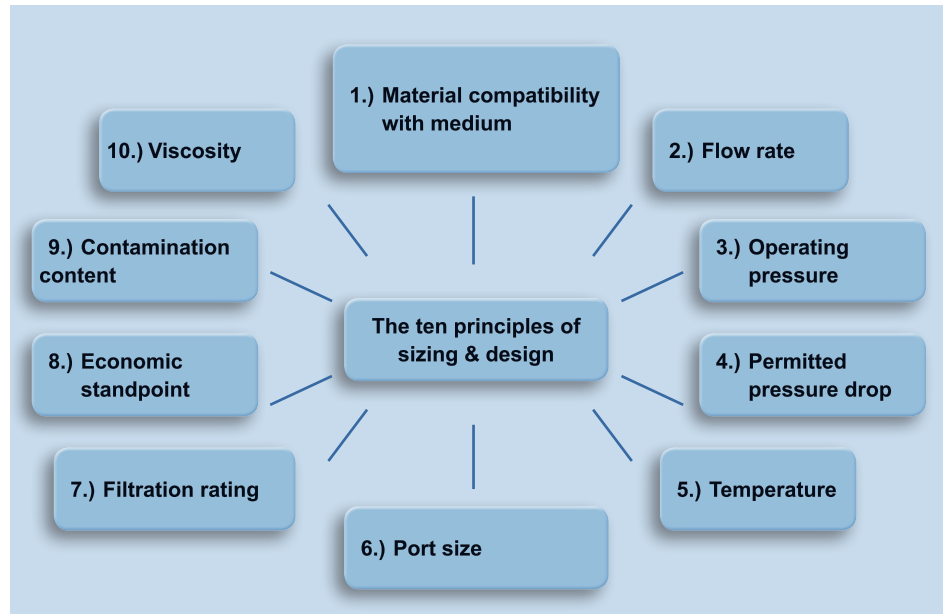 1.) Material compatibility
with medium
10.) Viscosity
2.) Flow rate
9.) Contamination
content
3.) Operating
pressure
The ten principles of
sizing & design
8.) Economic
standpoint
4.) Permitted
pressure drop
7.) Filtration rating
5.) Temperature
6.) Port size